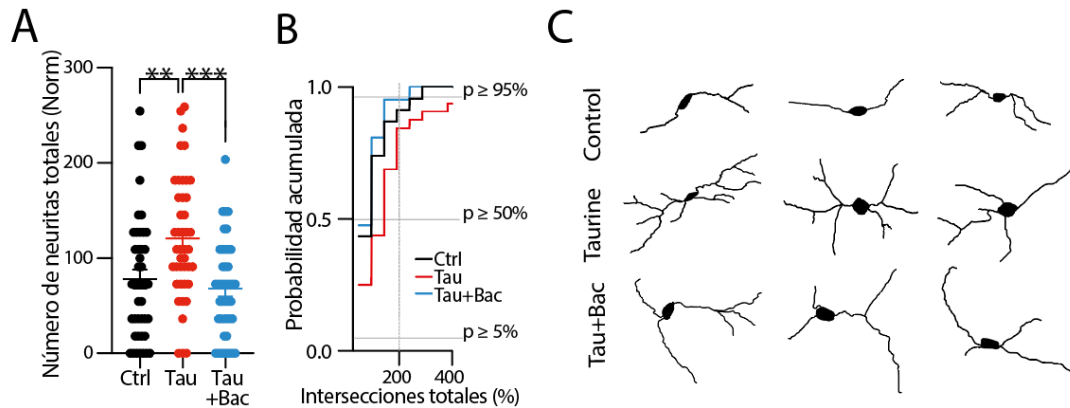 A
Número de neuritas totales (Norm)
300
200
100
0
** ***
Ctrl Tau Tau
+Bac
B
Probabilidad acumulada
1.0
0.5
0.0
p ≥ 95%
p ≥ 50%
p ≥ 5%
Ctrl
Tau
Tau+Bac
200 400
Intersecciones totales (%)
C
Control
Taurine
Tau+Bac